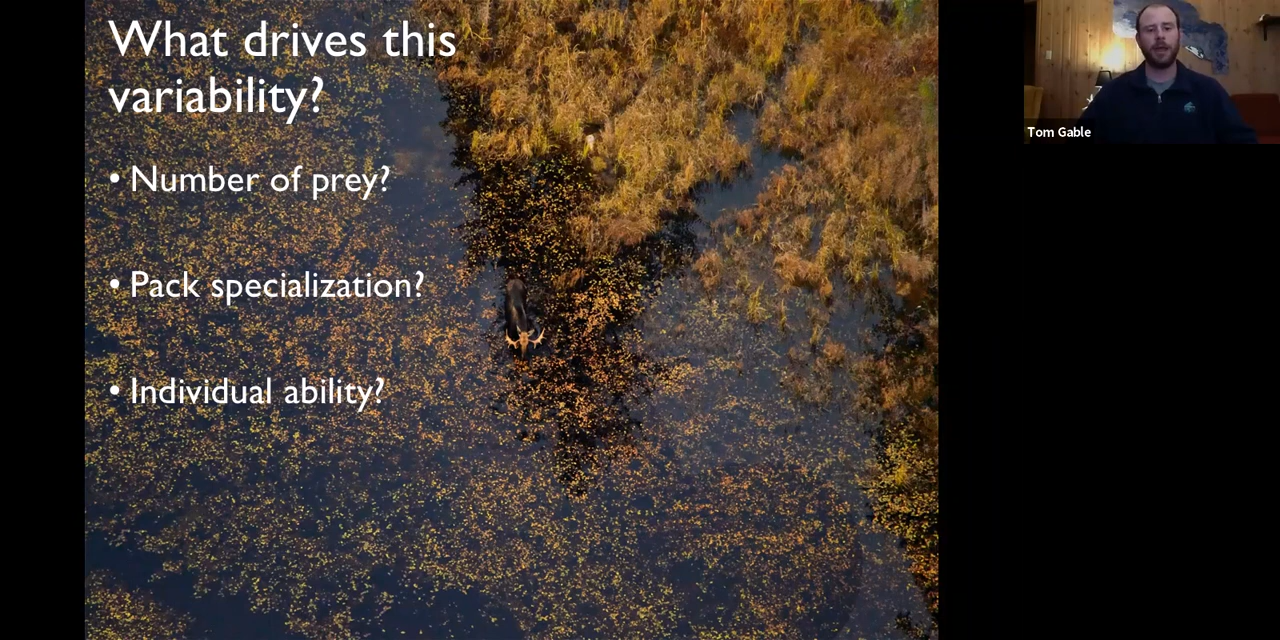 What drives this
variability?
• Number of prey?
• Pack specialization?
• Individual ability?
Tom Gable